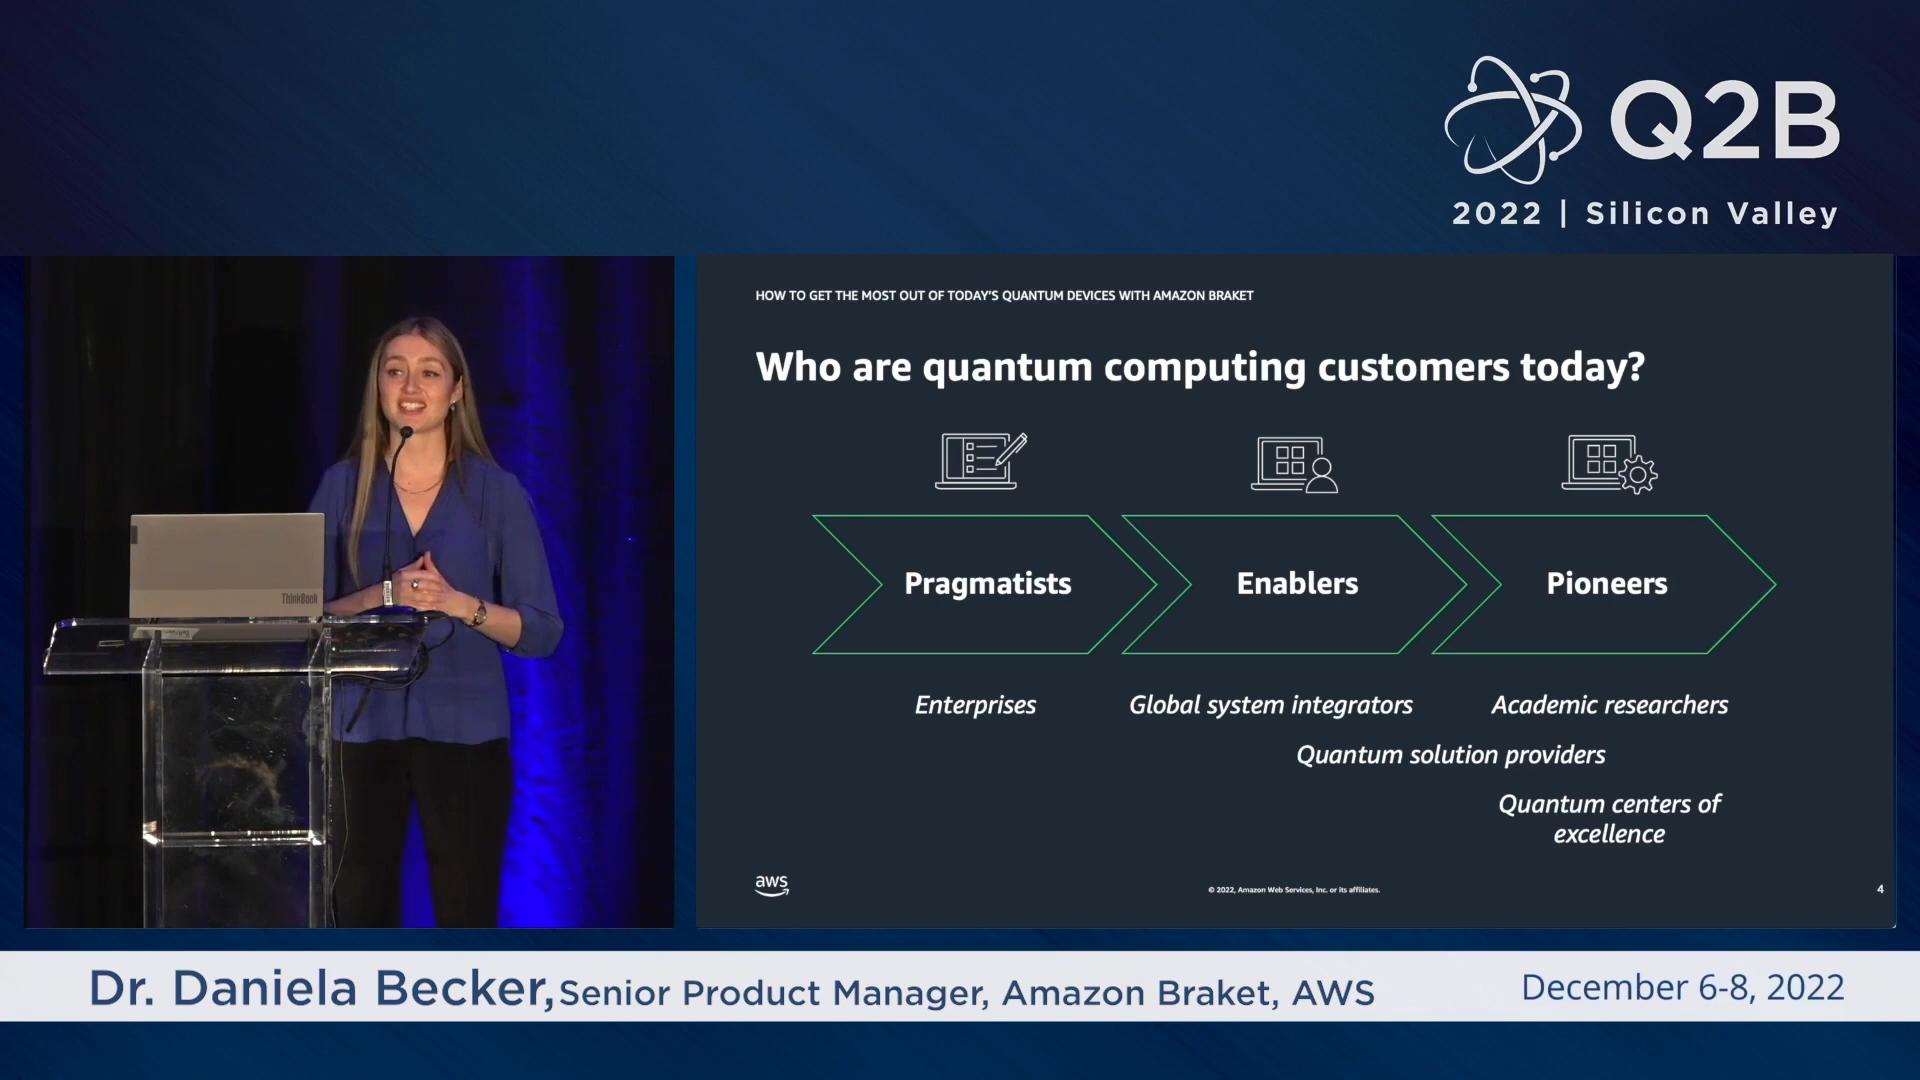 Q2B
2022 | Silicon Valley
HOW TO GET THE MOST OUT OF TODAY'S QUANTUM DEVICES WITH AMAZON BRAKET
Who are quantum computing customers today?
Pragmatists
Enablers
Pioneers
Enterprises
Global system integrators
Academic researchers
Quantum solution providers
Quantum centers of
excellence
aws
© 2022, Amazon Web Services, Inc. or its affiliates.
4
ThinkBook
Dr. Daniela Becker, Senior Product Manager, Amazon Braket, AWS
December 6-8, 2022